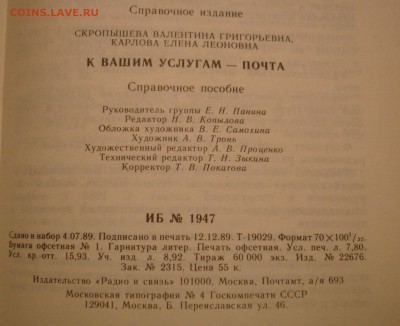 COINS.LAVE.RU
Справочное издание
СКРОПЫШЕВА ВАЛЕНТИНА ГРИГОРЬЕВНА,
КАРЛОВА ЕЛЕНА ЛЕОНОВНА
К ВАШИМ УСЛУГАМ — ПОЧТА
Справочное пособие
Руководитель группы Е. Н. Панина
Редактор Н. В. Копылова
Обложка художника В. Е. Самохина
Художник А. В. Тронь
Художественный редактор А. В. Проценко
Технический редактор Т. Н. Зыкина
Корректор Т. В. Покатова
ИБ № 1947
Сдано в набор 4.07.89. Подписано в печать 12.12.89. Т-19029. Формат 70×100¹/₃₂.
Бумага офсетная № 1. Гарнитура литер. Печать офсетная. Усл. печ. л. 7,80.
Усл. кр.-отт. 15,93. Уч. изд. л. 8,92. Тираж 60 000 экз. Изд. № 22676.
Зак. № 2315. Цена 55 к.
Издательство «Радио и связь» 101000, Москва, Почтамт, а/я 693
Московская типография № 4 Госкомпечати СССР
129041, Москва, Б. Переяславская ул. 46